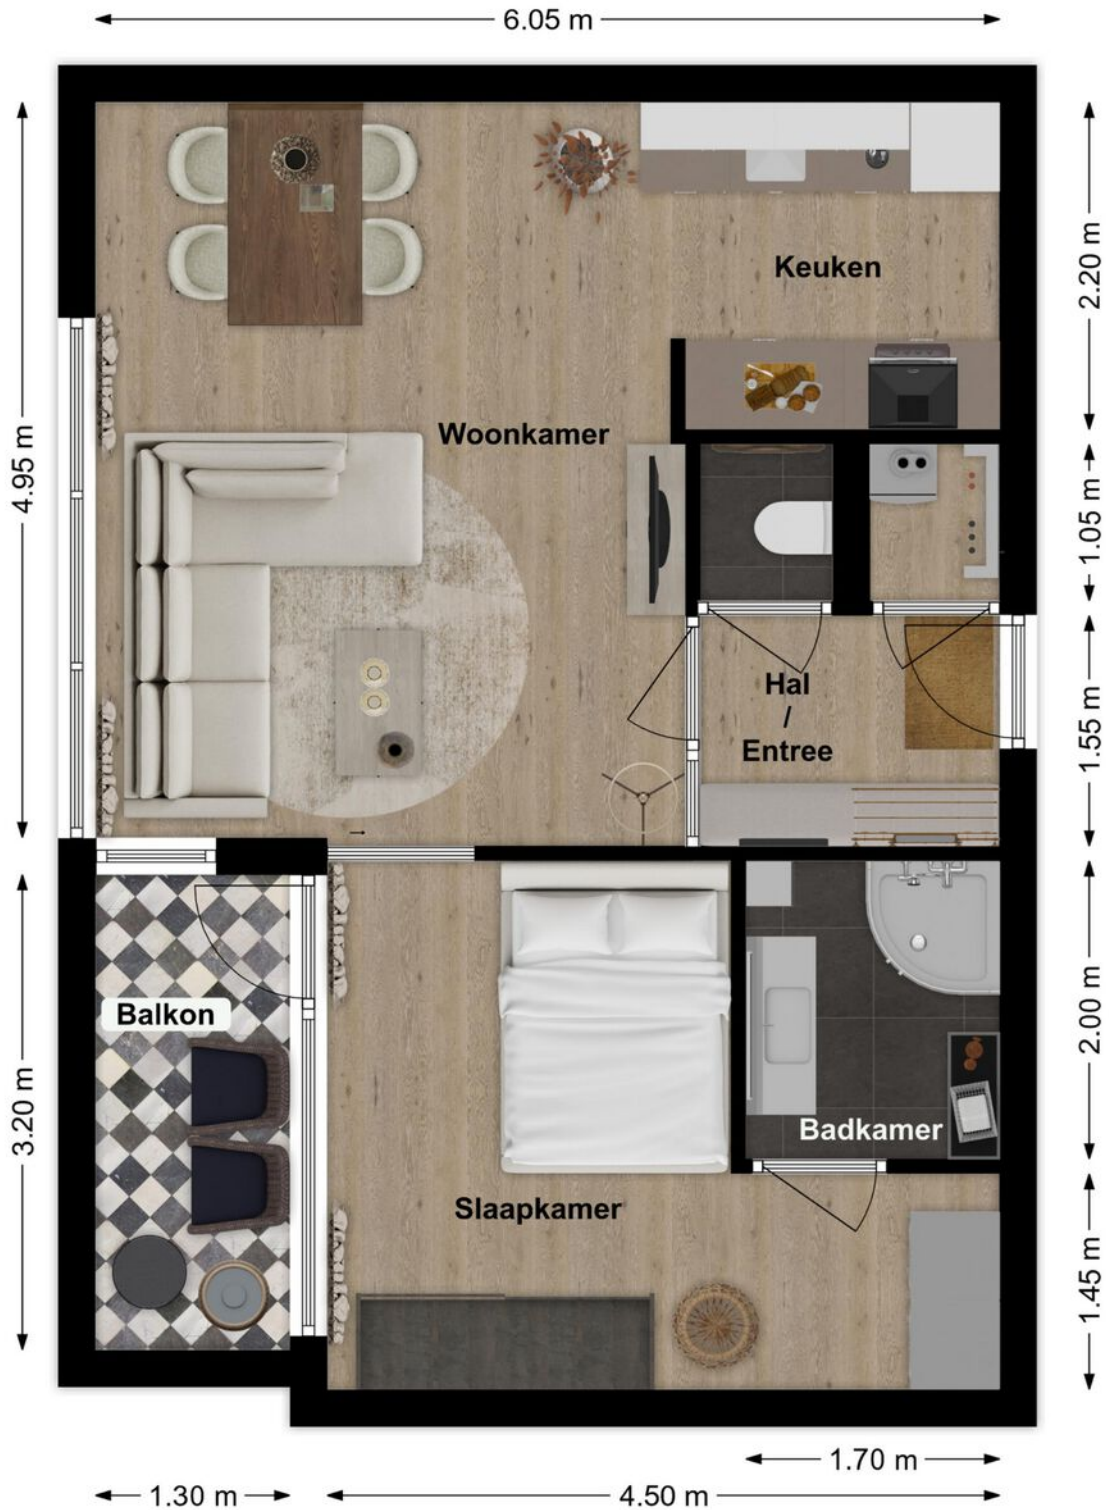 6.05 m
Keuken
2.20 m
Woonkamer
4.95 m
1.05 m
Hal
/
Entree
1.55 m
Balkon
2.00 m
3.20 m
Badkamer
Slaapkamer
1.45 m
1.70 m
1.30 m
4.50 m